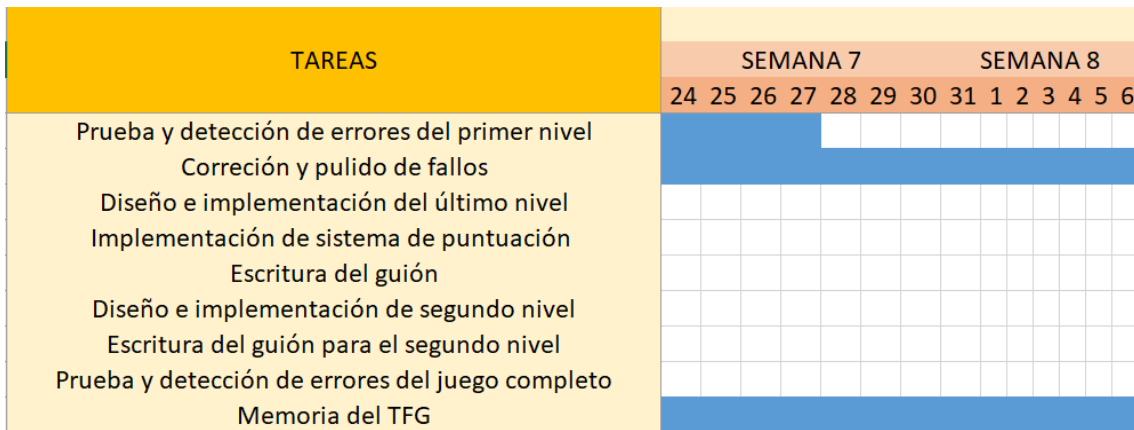 TAREAS
SEMANA 7 SEMANA 8
24 25 26 27 28 29 30 31 1 2 3 4 5 6
Prueba y detección de errores del primer nivel
Correción y pulido de fallos
Diseño e implementación del último nivel
Implementación de sistema de puntuación
Escritura del guión
Diseño e implementación de segundo nivel
Escritura del guión para el segundo nivel
Prueba y detección de errores del juego completo
Memoria del TFG